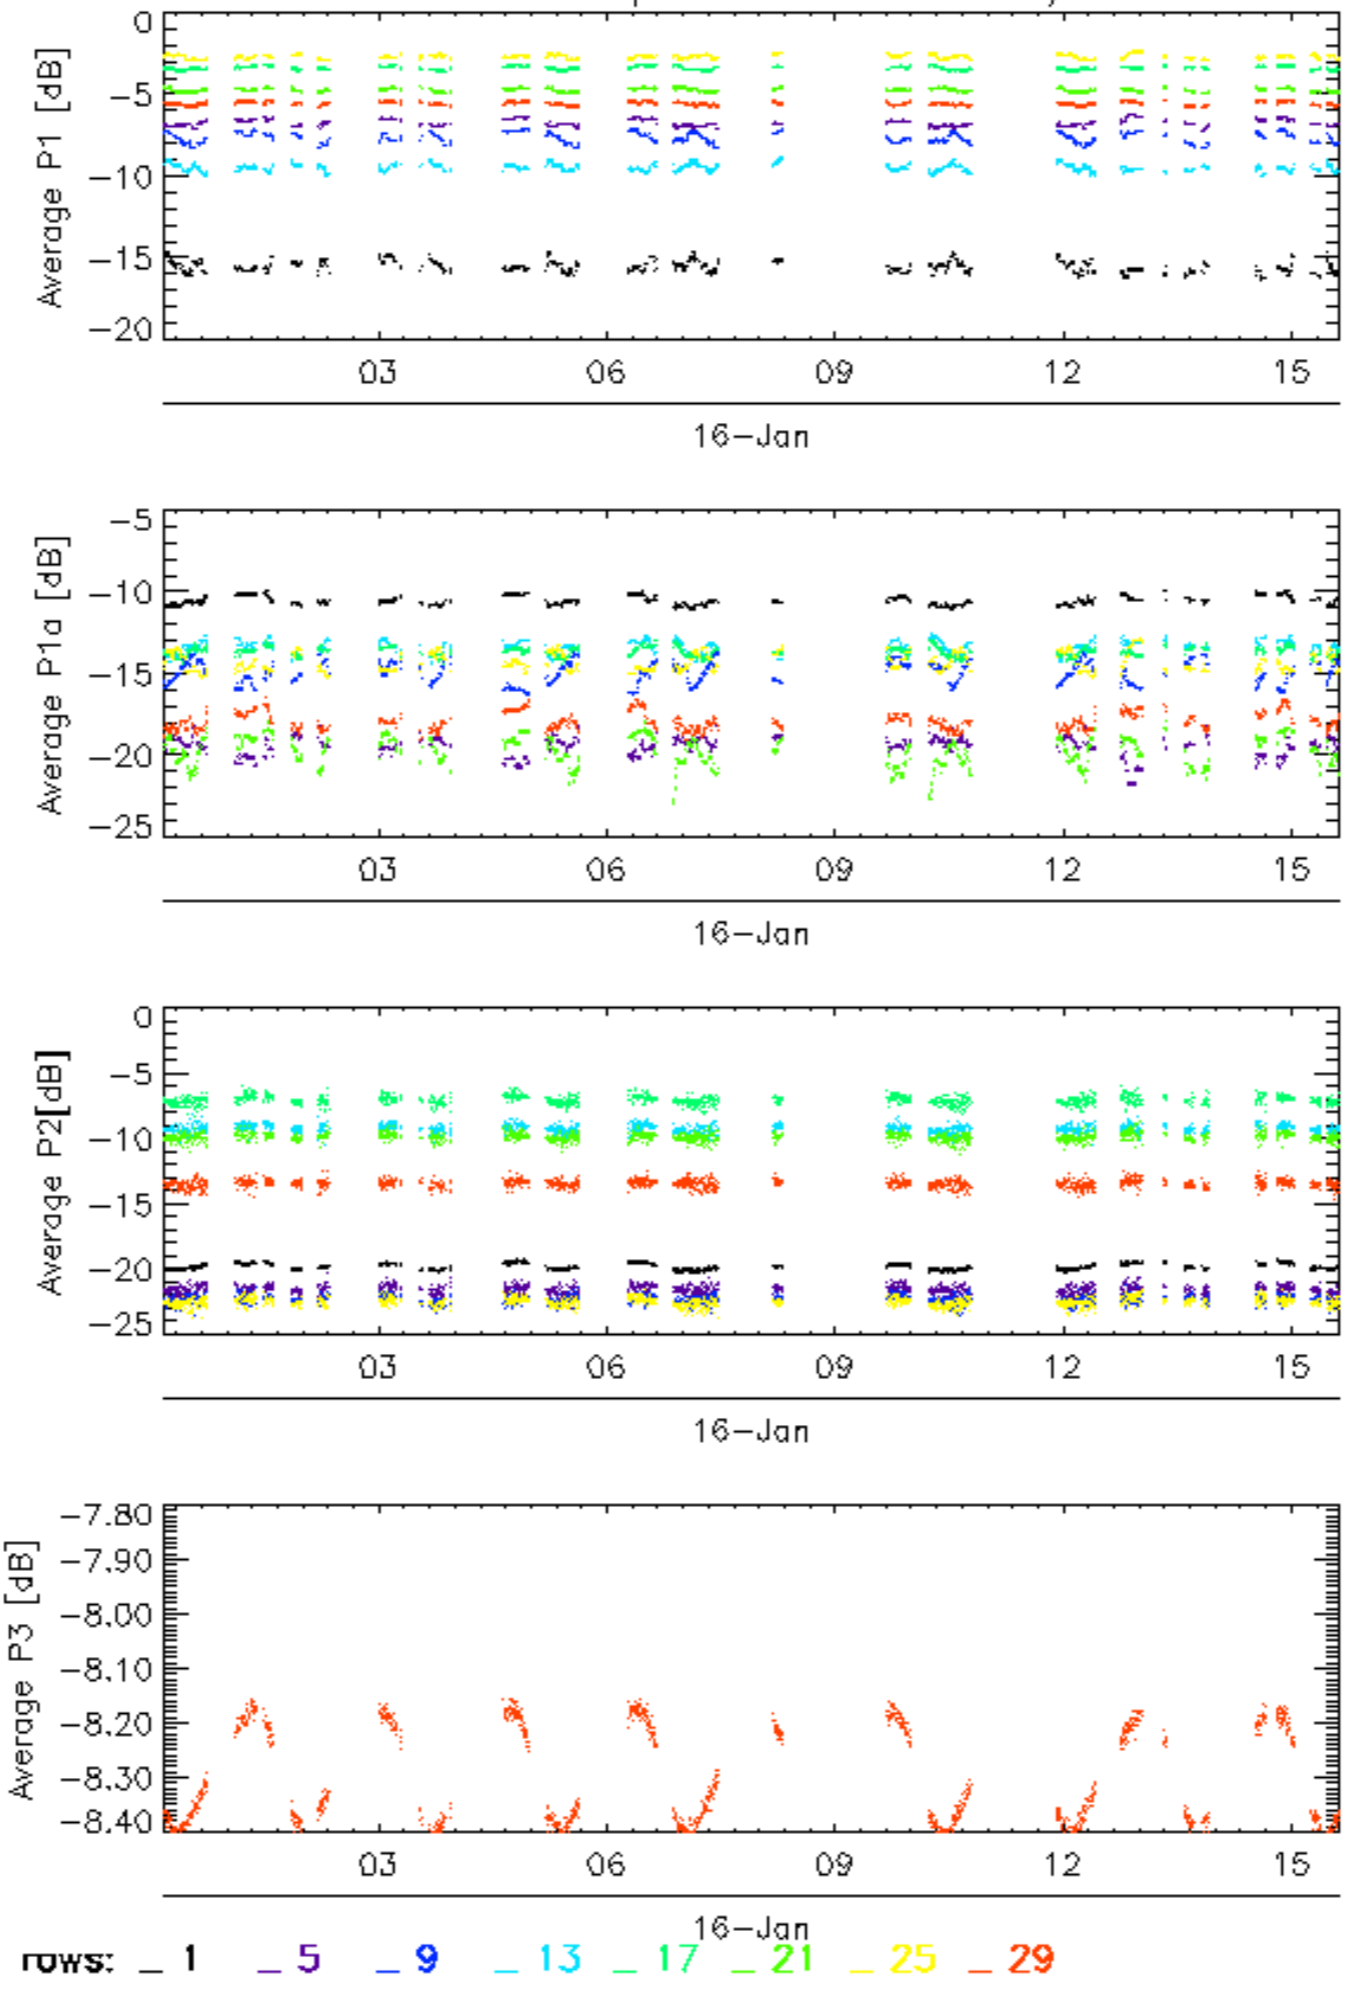 0
−5
−10
−15
−20
Average P1 [dB]
03 06 09 12 15
16−Jan
−5
−10
−15
−20
−25
Average P1a [dB]
03 06 09 12 15
16−Jan
0
−5
−10
−15
−20
−25
Average P2[dB]
03 06 09 12 15
16−Jan
−7.80
−7.90
−8.00
−8.10
−8.20
−8.30
−8.40
Average P3 [dB]
03 06 09 12 15
16−Jan
rows: _ 1 _ 5 _ 9 _ 13 _ 17 _ 21 _ 25 _ 29